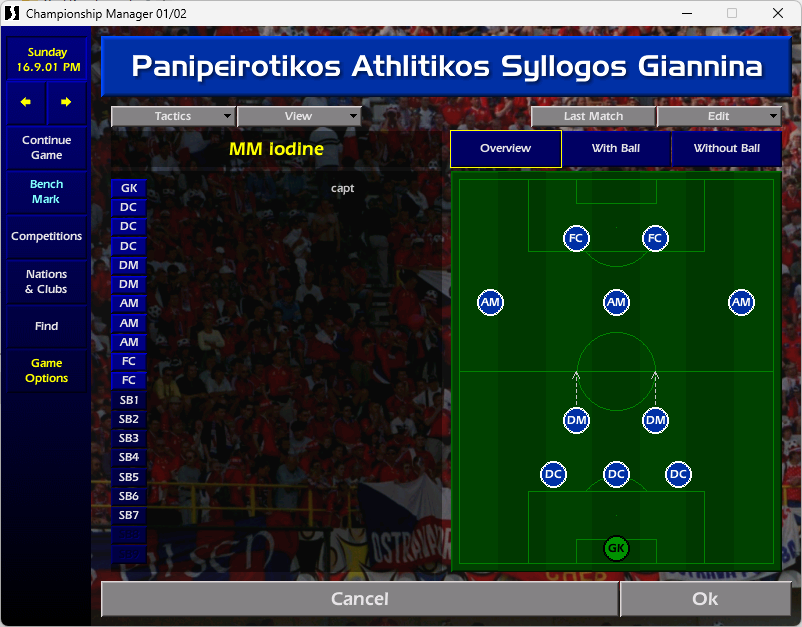 Championship Manager 01/02
Sunday
16.9.01 PM
Panipeirotikos Athlitikos Syllogos Giannina
Continue
Game
Bench
Mark
Competitions
Nations
& Clubs
Find
Game
Options
Tactics
View
Last Match
Edit
MM iodine
Overview
With Ball
Without Ball
GK capt
DC
DC
DC
DM
DM
AM
AM
AM
FC
FC
SB1
SB2
SB3
SB4
SB5
SB6
SB7
FC FC
AM AM AM
DM DM
DC DC DC
GK
Cancel
Ok